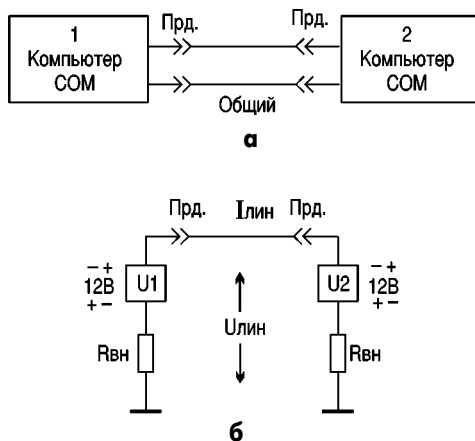 Прд. Прд.
1
Компьютер
COM
2
Компьютер
COM
Общий
а
Прд. Iлин Прд.
− +
12В
+ −
U1
Rвн
Uлин
U2
− +
12В
+ −
Rвн
б